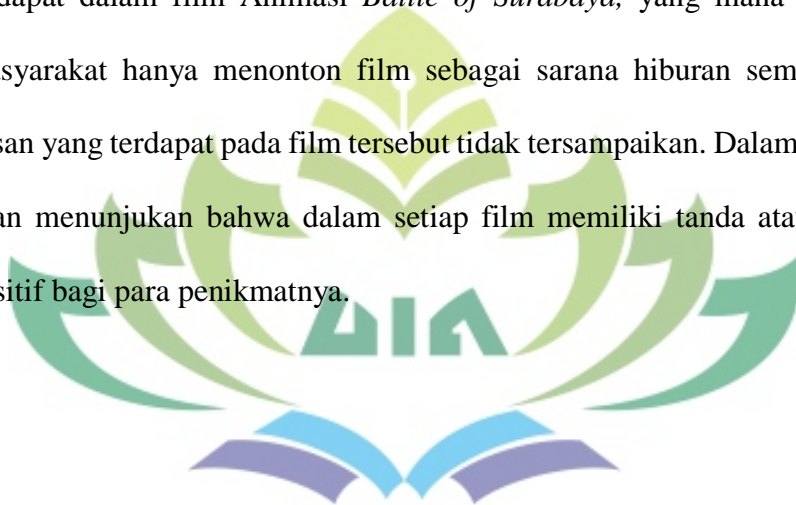 dapat dalam film Animasi Battle of Surabaya, yang mana
syarakat hanya menonton film sebagai sarana hiburan sem
san yang terdapat pada film tersebut tidak tersampaikan. Dalam
an menunjukan bahwa dalam setiap film memiliki tanda atau
sitif bagi para penikmatnya.
UIN